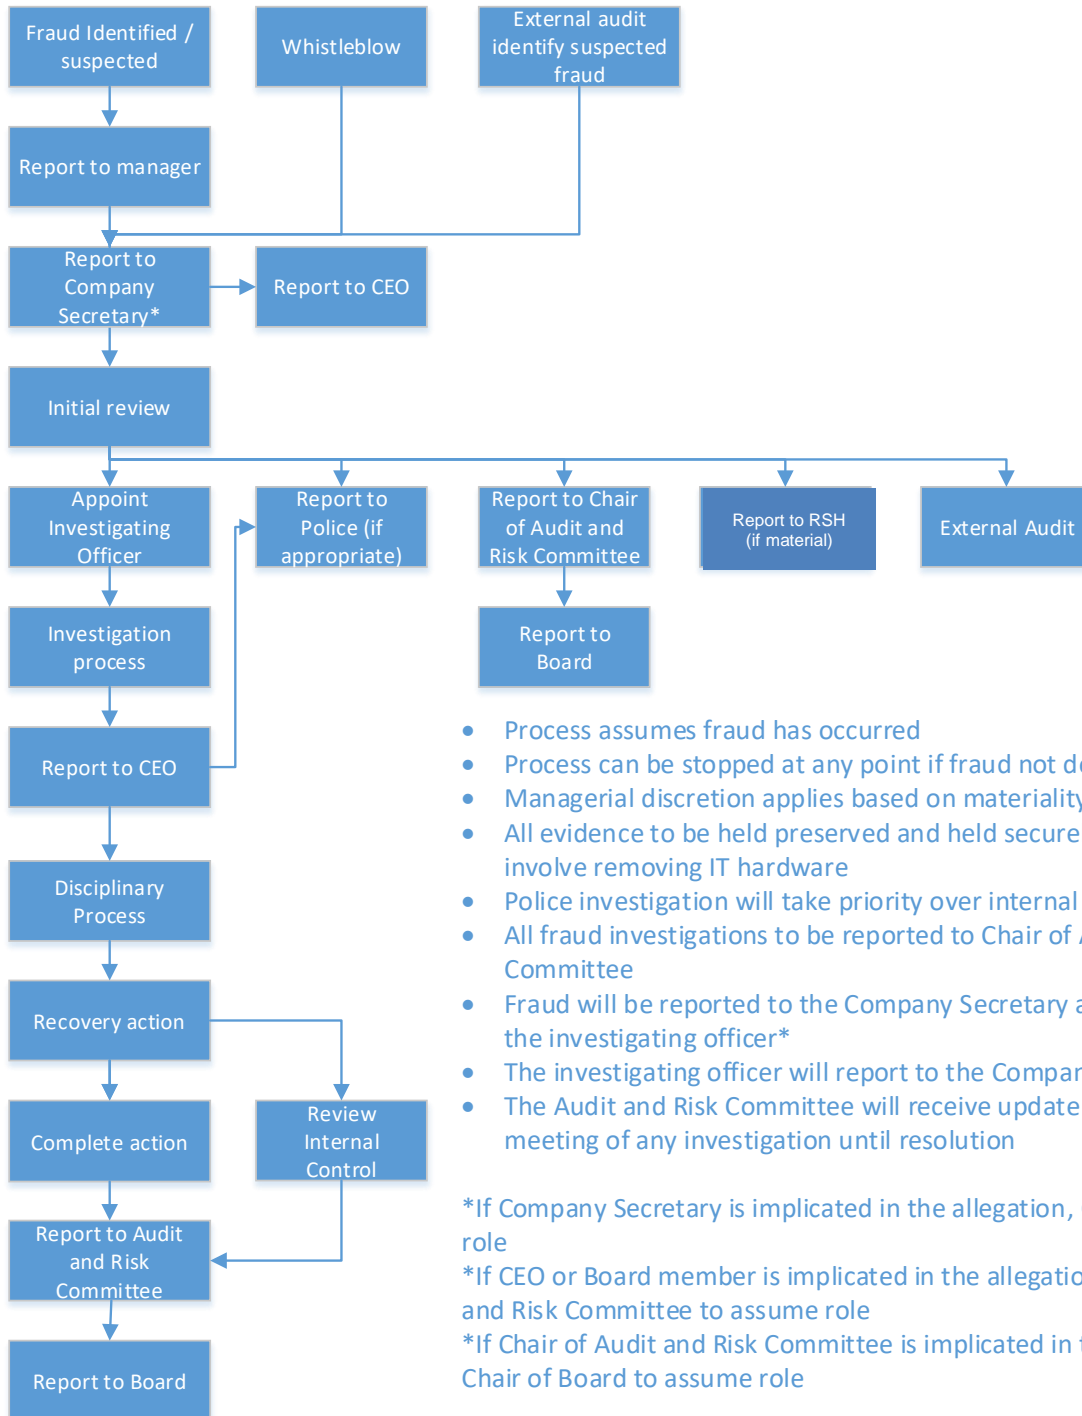 Fraud Identified /
suspected
Whistleblow
External audit
identify suspected
fraud
Report to manager
Report to
Company
Secretary*
Report to CEO
Initial review
Appoint
Investigating
Officer
Report to
Police (if
appropriate)
Report to Chair
of Audit and
Risk Committee
Report to RSH
(if material)
External Audit
Investigation
process
Report to
Board
Report to CEO
Disciplinary
Process
Recovery action
Complete action
Review
Internal
Control
Report to Audit
and Risk
Committee
Report to Board
• Process assumes fraud has occurred
• Process can be stopped at any point if fraud not
• Managerial discretion applies based on materiality
• All evidence to be held preserved and held secure
involve removing IT hardware
• Police investigation will take priority over internal
• All fraud investigations to be reported to Chair of
Committee
• Fraud will be reported to the Company Secretary
the investigating officer*
• The investigating officer will report to the
• The Audit and Risk Committee will receive update
meeting of any investigation until resolution
*If Company Secretary is implicated in the allegation,
role
*If CEO or Board member is implicated in the
and Risk Committee to assume role
*If Chair of Audit and Risk Committee is implicated in
Chair of Board to assume role